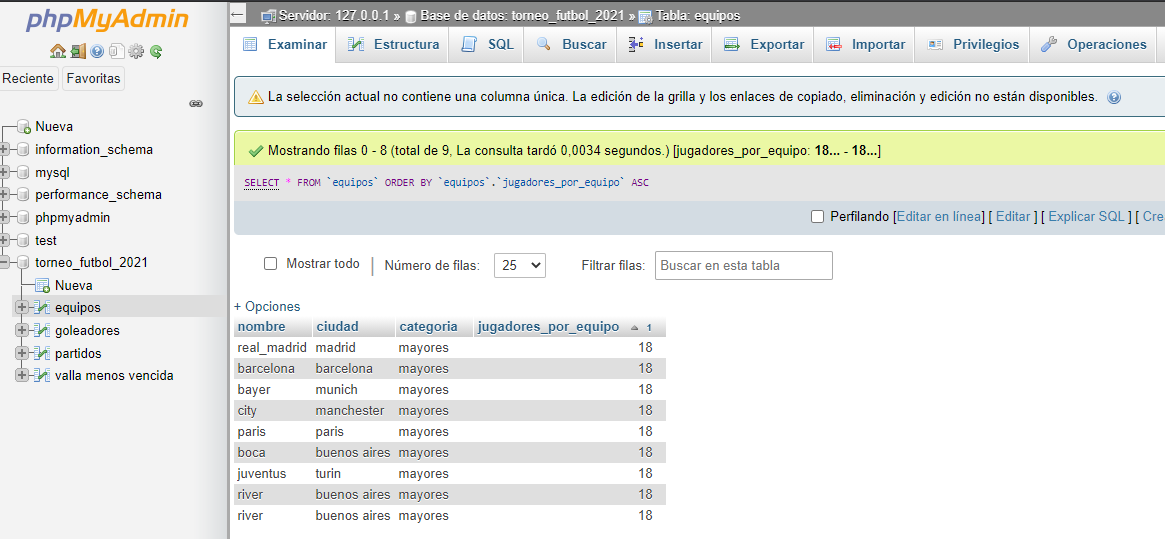 phpMyAdmin
Reciente Favoritas
Nueva
information_schema
mysql
performance_schema
phpmyadmin
test
torneo_futbol_2021
Nueva
equipos
goleadores
partidos
valla menos vencida
Servidor: 127.0.0.1 » Base de datos: torneo_futbol_2021 » Tabla: equipos
Examinar Estructura SQL Buscar Insertar Exportar Importar Privilegios Operaciones
La selección actual no contiene una columna única. La edición de la grilla y los enlaces de copiado, eliminación y edición no están disponibles.
Mostrando filas 0 - 8 (total de 9, La consulta tardó 0,0034 segundos.) [jugadores_por_equipo: 18... - 18...]
SELECT * FROM `equipos` ORDER BY `equipos`.`jugadores_por_equipo` ASC
Perfilando [Editar en línea] [ Editar ] [ Explicar SQL ] [ Cre
Mostrar todo | Número de filas: 25 Filtrar filas: Buscar en esta tabla
+ Opciones
nombre ciudad categoria jugadores_por_equipo 1
real_madrid madrid mayores 18
barcelona barcelona mayores 18
bayer munich mayores 18
city manchester mayores 18
paris paris mayores 18
boca buenos aires mayores 18
juventus turin mayores 18
river buenos aires mayores 18
river buenos aires mayores 18